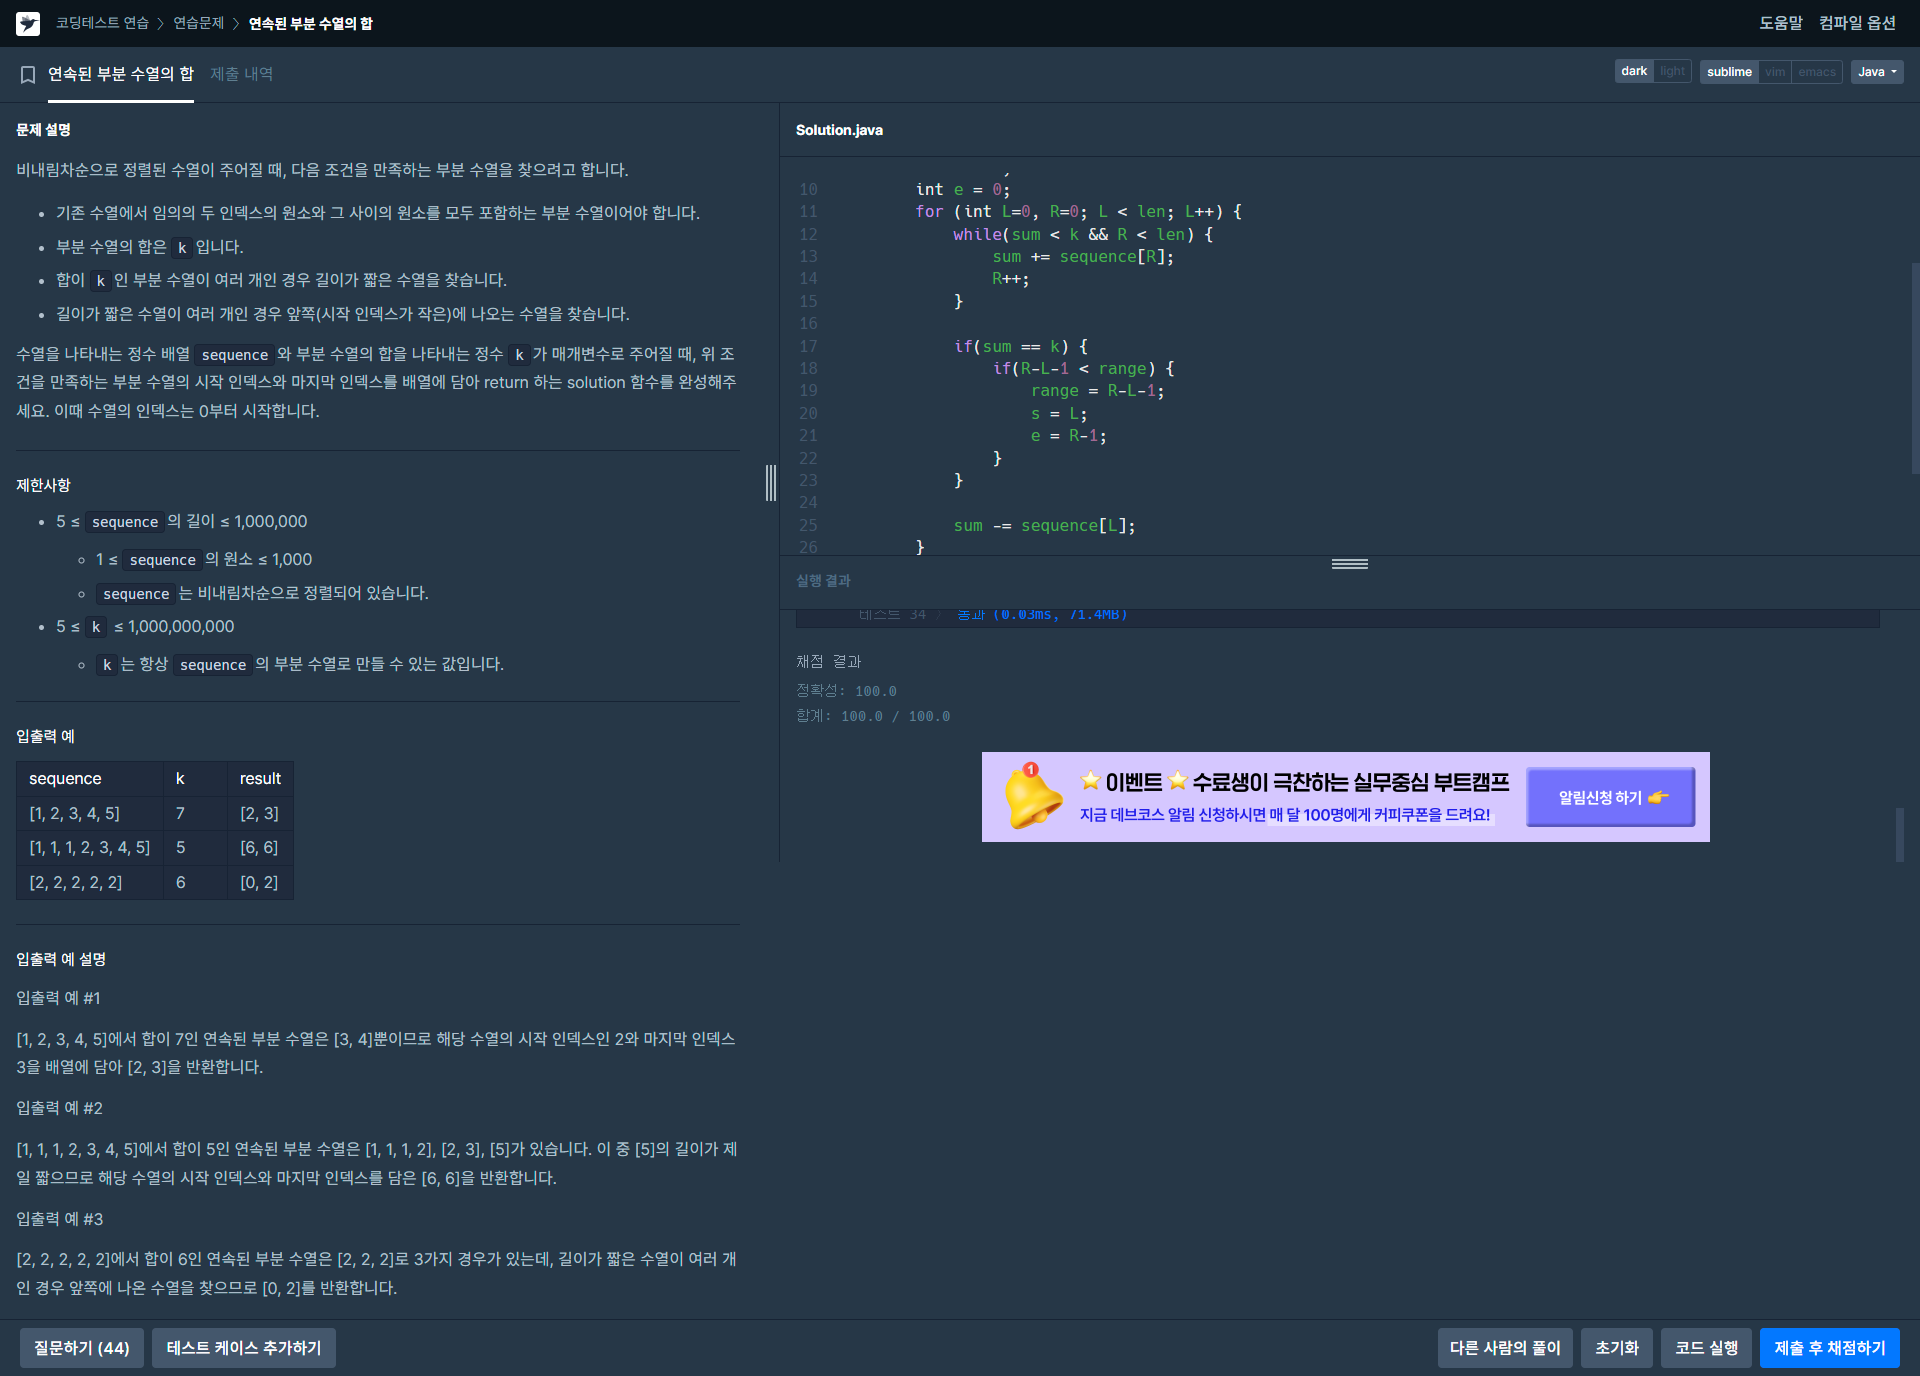 코딩테스트 연습 > 연습문제 > 연속된 부분 수열의 합
도움말 컴파일 옵션
연속된 부분 수열의 합 제출 내역
dark light sublime vim emacs Java
문제 설명
비내림차순으로 정렬된 수열이 주어질 때, 다음 조건을 만족하는 부분 수열을 찾으려고 합니다.
• 기존 수열에서 임의의 두 인덱스의 원소와 그 사이의 원소를 모두 포함하는 부분 수열이어야 합니다.
• 부분 수열의 합은 k 입니다.
• 합이 k 인 부분 수열이 여러 개인 경우 길이가 짧은 수열을 찾습니다.
• 길이가 짧은 수열이 여러 개인 경우 앞쪽(시작 인덱스가 작은)에 나오는 수열을 찾습니다.
수열을 나타내는 정수 배열 sequence 와 부분 수열의 합을 나타내는 정수 k 가 매개변수로 주어질 때, 위 조
건을 만족하는 부분 수열의 시작 인덱스와 마지막 인덱스를 배열에 담아 return 하는 solution 함수를 완성해주
세요. 이때 수열의 인덱스는 0부터 시작합니다.
제한사항
• 5 ≤ sequence 의 길이 ≤ 1,000,000
◦ 1 ≤ sequence 의 원소 ≤ 1,000
◦ sequence 는 비내림차순으로 정렬되어 있습니다.
• 5 ≤ k ≤ 1,000,000,000
◦ k 는 항상 sequence 의 부분 수열로 만들 수 있는 값입니다.
입출력 예
sequence k result
[1, 2, 3, 4, 5] 7 [2, 3]
[1, 1, 1, 2, 3, 4, 5] 5 [6, 6]
[2, 2, 2, 2, 2] 6 [0, 2]
입출력 예 설명
입출력 예 #1
[1, 2, 3, 4, 5]에서 합이 7인 연속된 부분 수열은 [3, 4]뿐이므로 해당 수열의 시작 인덱스인 2와 마지막 인덱스
3을 배열에 담아 [2, 3]을 반환합니다.
입출력 예 #2
[1, 1, 1, 2, 3, 4, 5]에서 합이 5인 연속된 부분 수열은 [1, 1, 1, 2], [2, 3], [5]가 있습니다. 이 중 [5]의 길이가 제
일 짧으므로 해당 수열의 시작 인덱스와 마지막 인덱스를 담은 [6, 6]을 반환합니다.
입출력 예 #3
[2, 2, 2, 2, 2]에서 합이 6인 연속된 부분 수열은 [2, 2, 2]로 3가지 경우가 있는데, 길이가 짧은 수열이 여러 개
인 경우 앞쪽에 나온 수열을 찾으므로 [0, 2]를 반환합니다.
Solution.java
10 int e = 0;
11 for (int L=0, R=0; L < len; L++) {
12 while(sum < k && R < len) {
13 sum += sequence[R];
14 R++;
15 }
16
17 if(sum == k) {
18 if(R-L-1 < range) {
19 range = R-L-1;
20 s = L;
21 e = R-1;
22 }
23 }
24
25 sum -= sequence[L];
26 }
실행 결과
테스트 34 통과 (0.03ms, 71.4MB)
채점 결과
정확성: 100.0
합계: 100.0 / 100.0
1
⭐ 이벤트 ⭐ 수료생이 극찬하는 실무중심 부트캠프
지금 데브코스 알림 신청하시면 매 달 100명에게 커피쿠폰을 드려요!
알림신청 하기 👉
질문하기 (44) 테스트 케이스 추가하기 다른 사람의 풀이 초기화 코드 실행 제출 후 채점하기